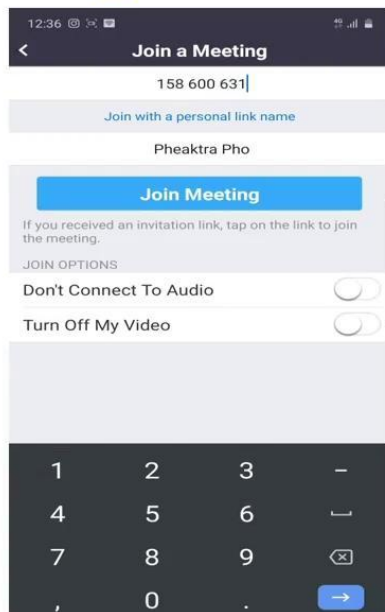 12:36
Join a Meeting
158 600 631
Join with a personal link name
Pheaktra Pho
Join Meeting
If you received an invitation link, tap on the link to join
the meeting.
JOIN OPTIONS
Don't Connect To Audio
Turn Off My Video
1 2 3 -
4 5 6
7 8 9
, 0 .